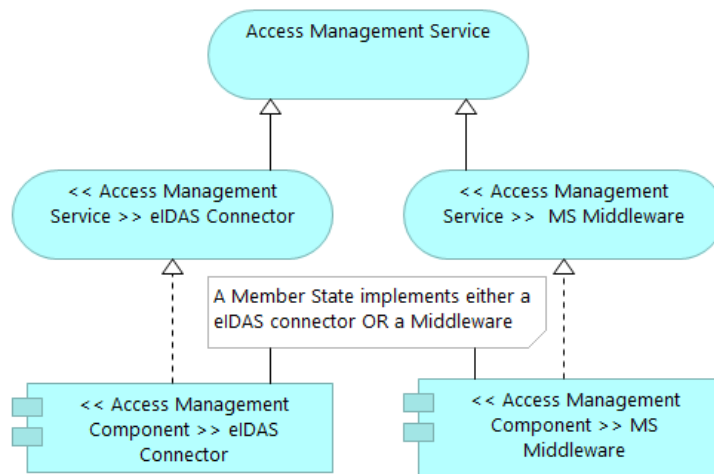 Access Management Service
<< Access Management
Service >> eIDAS Connector
<< Access Management
Service >>  MS Middleware
A Member State implements either a
eIDAS connector OR a Middleware
<< Access Management
Component >> eIDAS
Connector
<< Access Management
Component >> MS
Middleware